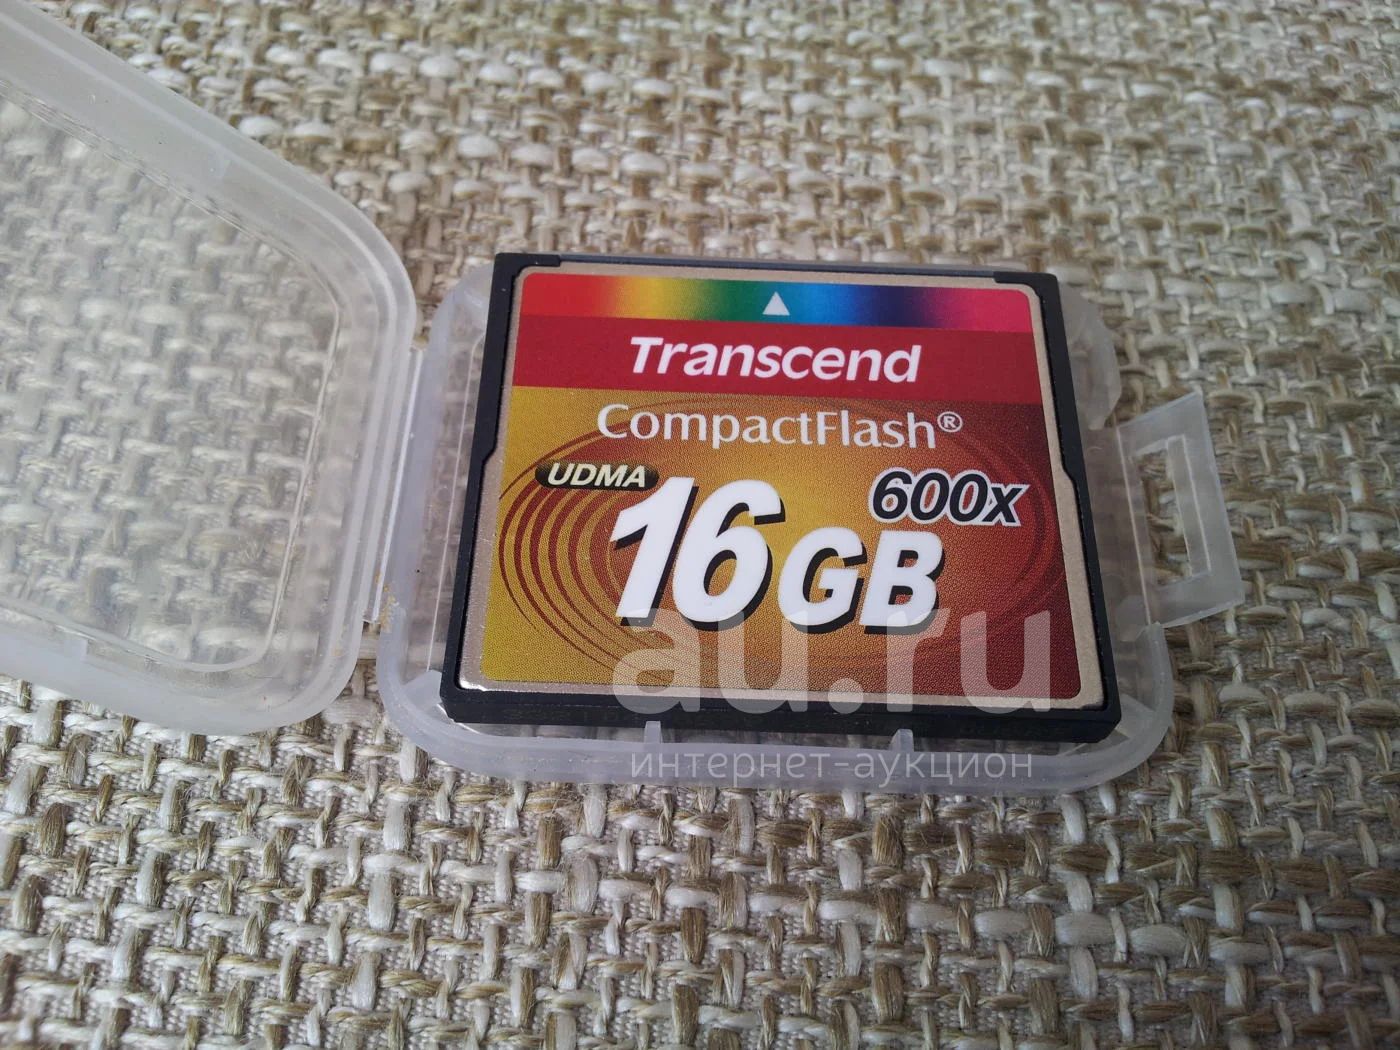 Transcend
CompactFlash®
UDMA
600x
16GB
au.ru
интернет-аукцион